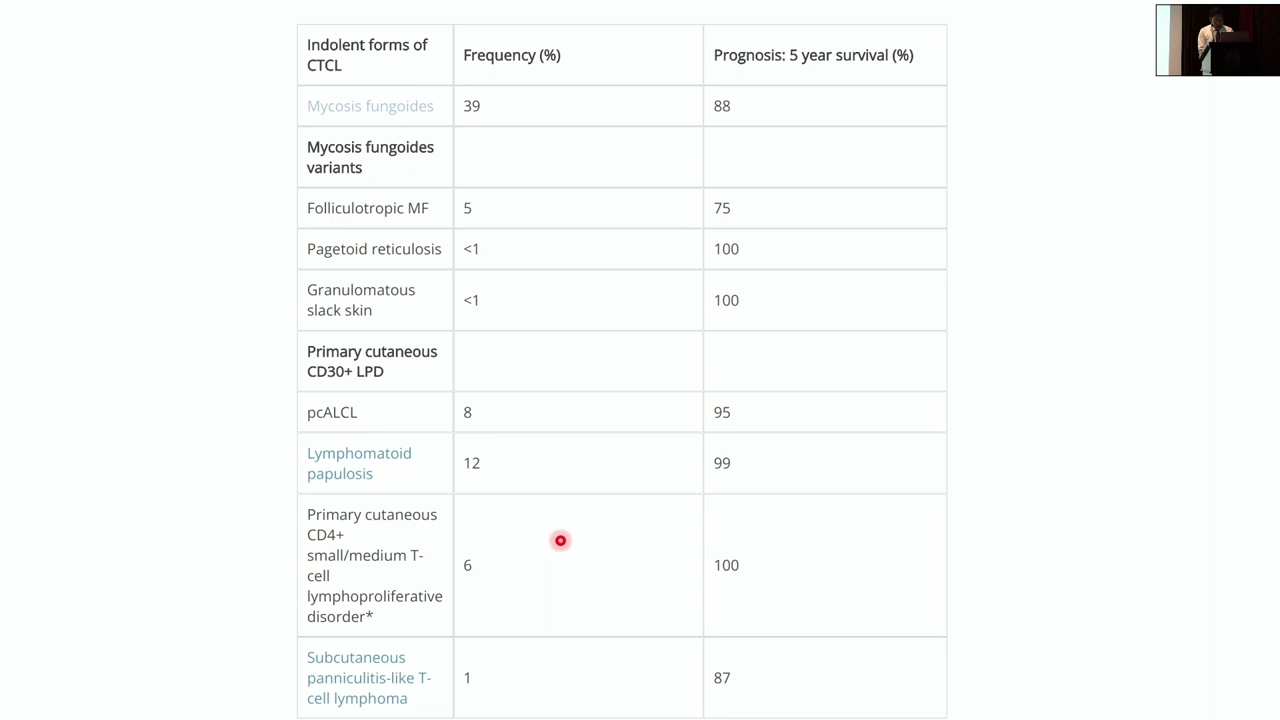 Indolent forms of
CTCL
Frequency (%)
Prognosis: 5 year survival (%)
Mycosis fungoides
39
88
Mycosis fungoides
variants
Folliculotropic MF
5
75
Pagetoid reticulosis
<1
100
Granulomatous
slack skin
<1
100
Primary cutaneous
CD30+ LPD
pcALCL
8
95
Lymphomatoid
papulosis
12
99
Primary cutaneous
CD4+
small/medium T-
cell
lymphoproliferative
disorder*
6
100
Subcutaneous
panniculitis-like T-
cell lymphoma
1
87